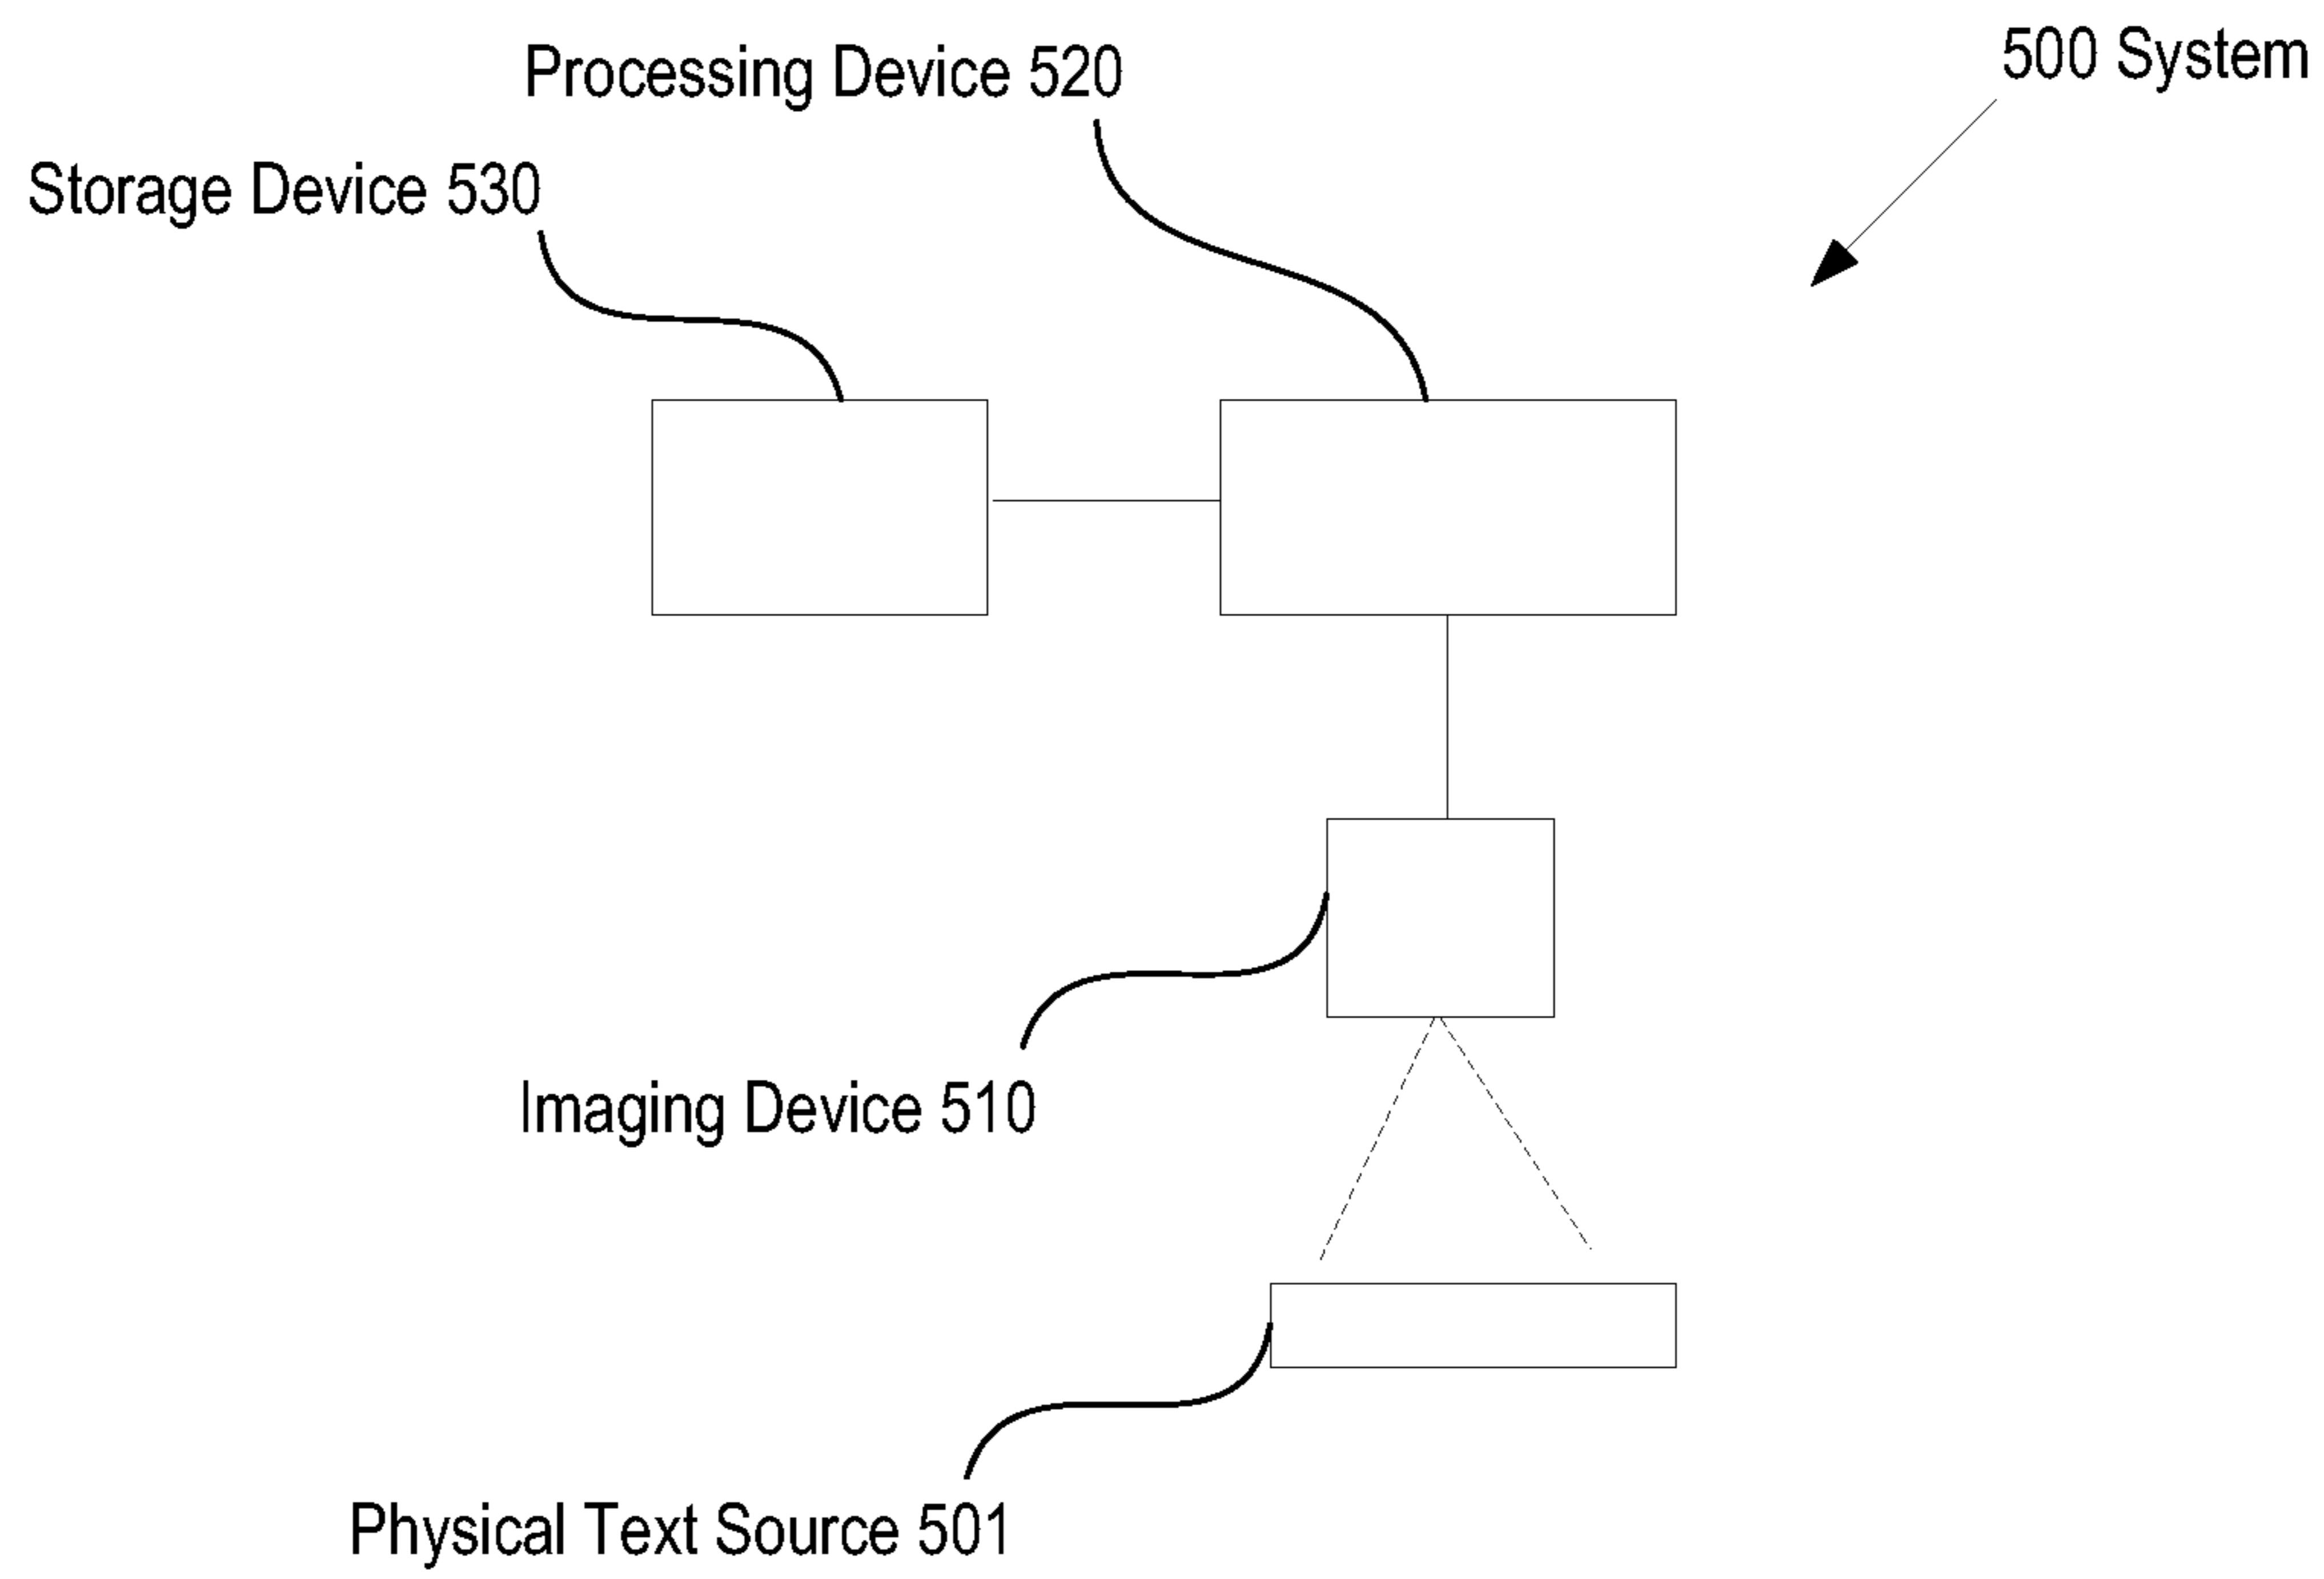 500 System
Processing Device 520
Storage Device 530
Imaging Device 510
Physical Text Source 501